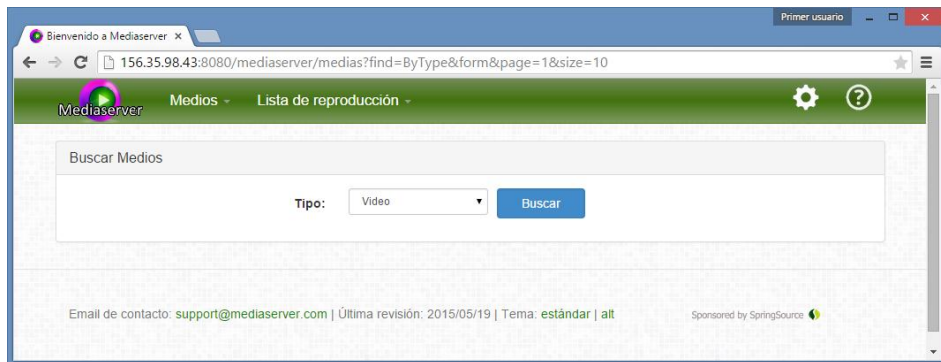 Primer usuario
Bienvenido a Mediaserver
156.35.98.43:8080/mediaserver/medias?find=ByType&form&page=1&size=10
Mediaserver Medios Lista de reproducción
Buscar Medios
Tipo: Video Buscar
Email de contacto: support@mediaserver.com | Última revisión: 2015/05/19 | Tema: estándar | alt Sponsored by SpringSource